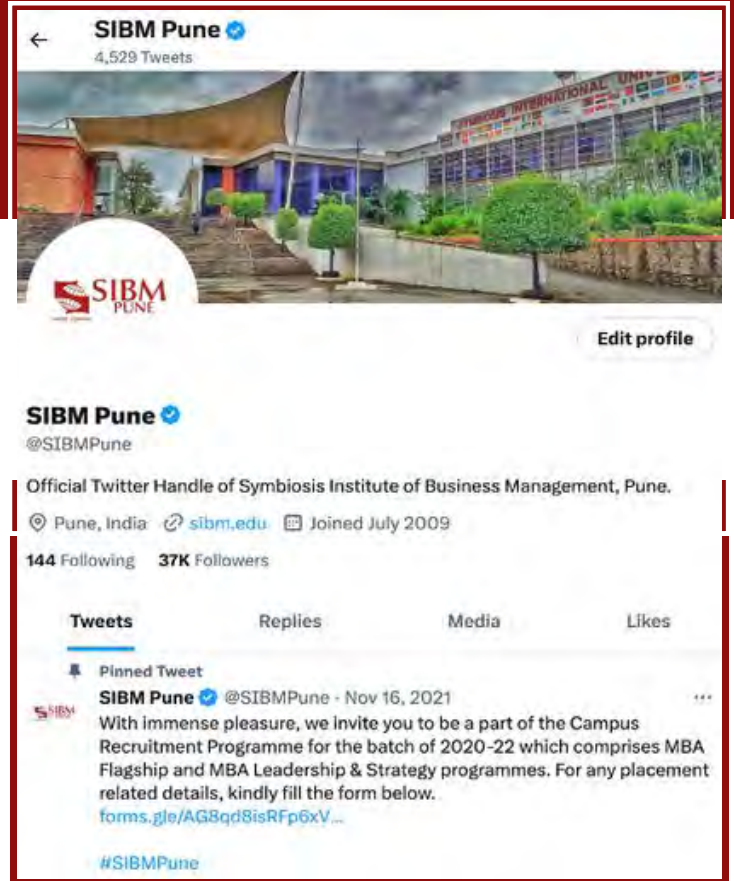 SIBM Pune
4,529 Tweets
SYMBIOSIS INTERNATIONAL
SIBM
PUNE
Edit profile
SIBM Pune
@SIBMPune
Official Twitter Handle of Symbiosis Institute of Business Management, Pune.
Pune, India sibm.edu Joined July 2009
144 Following 37K Followers
Tweets Replies Media Likes
Pinned Tweet
SIBM Pune @SIBMPune · Nov 16, 2021
SIBM
With immense pleasure, we invite you to be a part of the Campus
Recruitment Programme for the batch of 2020-22 which comprises MBA
Flagship and MBA Leadership & Strategy programmes. For any placement
related details, kindly fill the form below.
forms.gle/AG8qd8isRFp6xV...
#SIBMPune